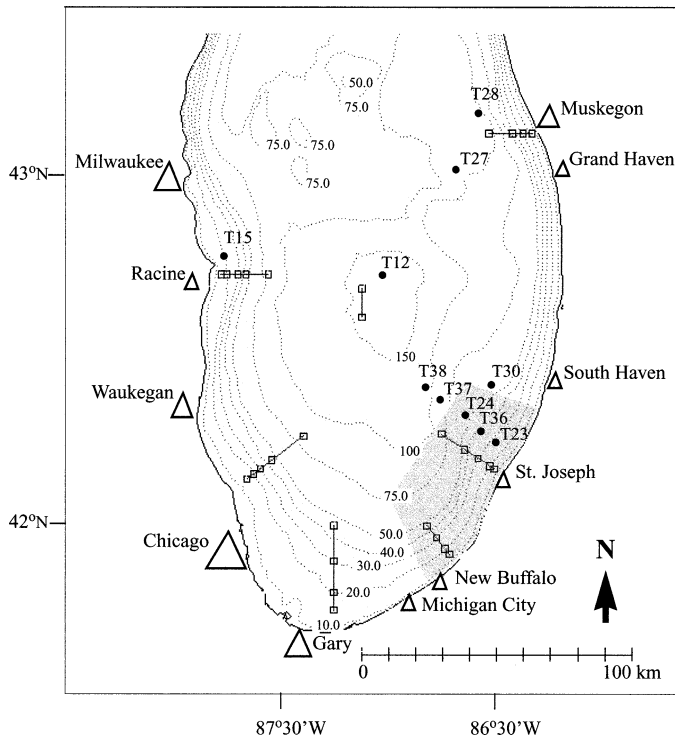 50.0
75.0
T28
Muskegon
75.0
75.0
Milwaukee
43°N
T27
Grand Haven
75.0
T15
T12
Racine
150
T38
T30
South Haven
T37
Waukegan
T24
T36
T23
100
St. Joseph
75.0
42°N
Chicago
50.0
40.0
N
30.0
New Buffalo
20.0
Michigan City
10.0
Gary
0
100 km
87°30'W
86°30'W